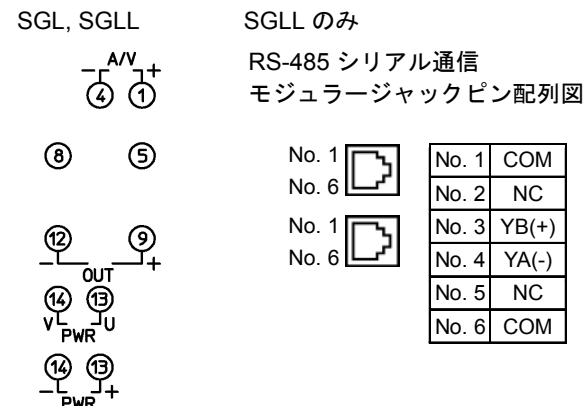 SGL, SGLL
A/V
- +
4 1
8 5
12 9
- OUT +
14 13
V PWR U
14 13
- PWR +
SGLL のみ
RS-485 シリアル通信
モジュラージャックピン配列図
No. 1
No. 6
No. 1
No. 6
No. 1 COM
No. 2 NC
No. 3 YB(+)
No. 4 YA(-)
No. 5 NC
No. 6 COM